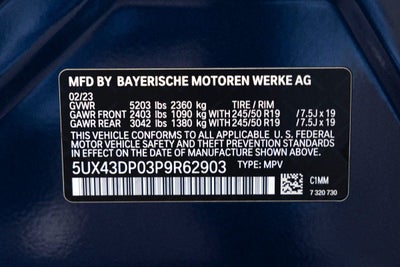 MFD BY BAYERISCHE MOTOREN WERKE AG
02/23
GVWR 5203 lbs 2360 kg TIRE / RIM
GAWR FRONT 2403 lbs 1090 kg 245/50 R19 / 7.5J x 19
GAWR REAR 3042 lbs 1380 kg 245/50 R19 / 7.5J x 19
THIS VEHICLE CONFORMS TO ALL APPLICABLE U.S. FEDERAL
MOTOR VEHICLE SAFETY AND THEFT PREVENTION STANDARDS
IN EFFECT ON THE DATE OF MANUFACTURE SHOWN ABOVE.
5UX43DP03P9R62903 TYPE: MPV
C1MM
7 320 730